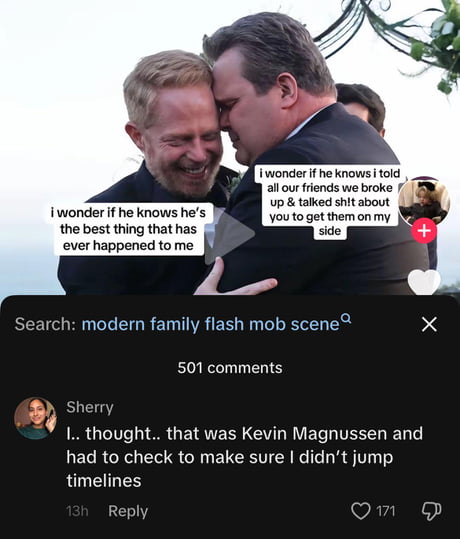 i wonder if he knows i told
all our friends we broke
up & talked sh!t about
you to get them on my
side
i wonder if he knows he's
the best thing that has
ever happened to me
Search: modern family flash mob scene
501 comments
Sherry
I.. thought.. that was Kevin Magnussen and
had to check to make sure I didn't jump
timelines
13h Reply 171